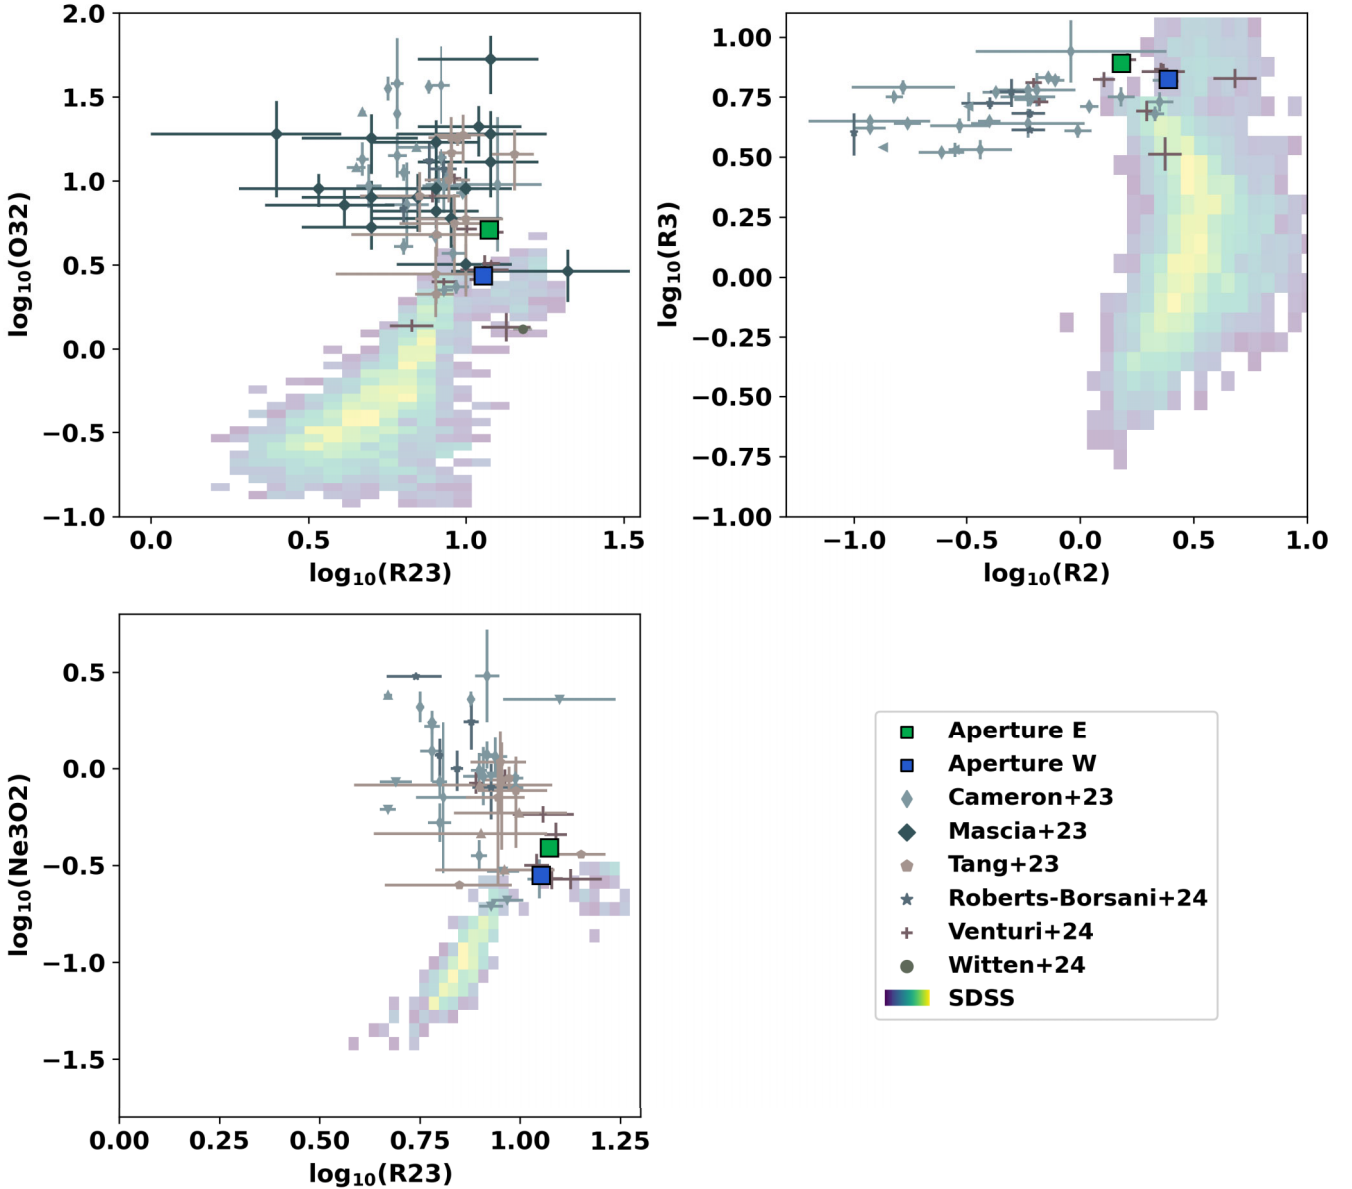 2.0
1.5
1.0
0.5
0.0
−0.5
−1.0
log₁₀(O32)
0.0 0.5 1.0 1.5
log₁₀(R23)
1.00
0.75
0.50
0.25
0.00
−0.25
−0.50
−0.75
−1.00
log₁₀(R3)
−1.0 −0.5 0.0 0.5 1.0
log₁₀(R2)
0.5
0.0
−0.5
−1.0
−1.5
log₁₀(Ne3O2)
0.00 0.25 0.50 0.75 1.00 1.25
log₁₀(R23)
Aperture E
Aperture W
Cameron+23
Mascia+23
Tang+23
Roberts-Borsani+24
Venturi+24
Witten+24
SDSS